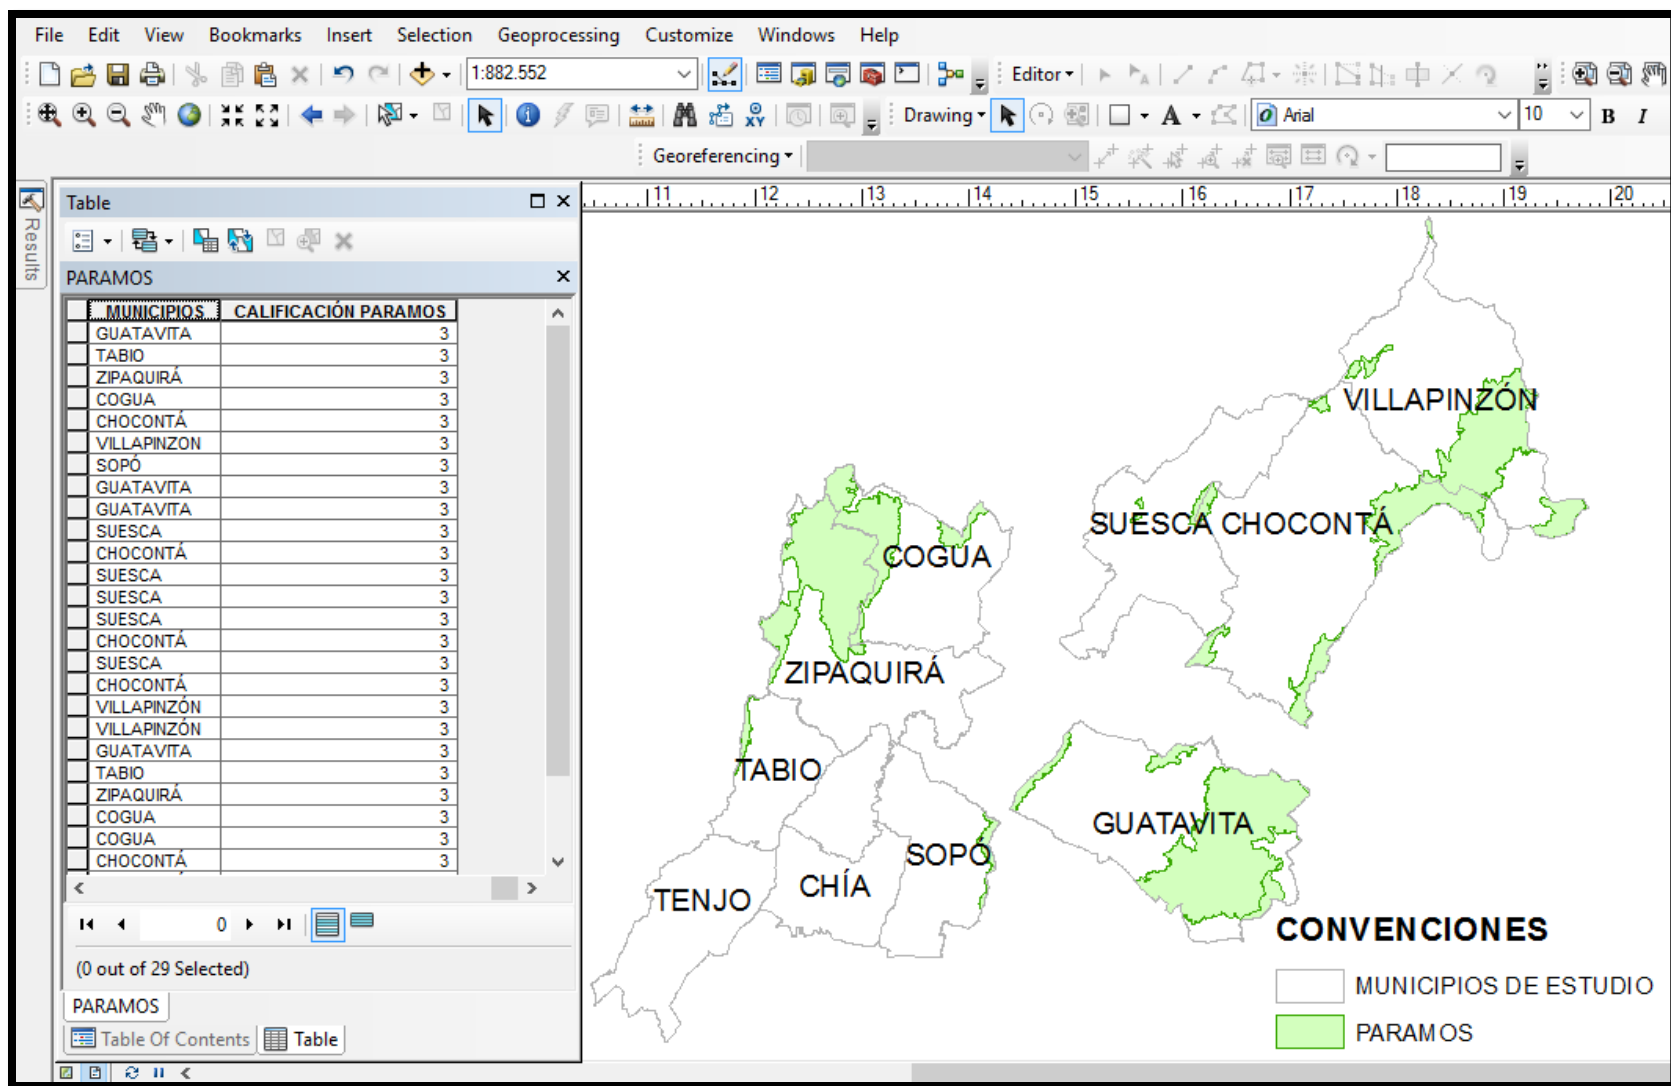 File Edit View Bookmarks Insert Selection Geoprocessing Customize Windows Help
1:882.552 Editor
Drawing A Arial 10 B I
Georeferencing
Results
Table
PARAMOS
MUNICIPIOS CALIFICACIÓN PARAMOS
GUATAVITA 3
TABIO 3
ZIPAQUIRÁ 3
COGUA 3
CHOCONTÁ 3
VILLAPINZON 3
SOPÓ 3
GUATAVITA 3
GUATAVITA 3
SUESCA 3
CHOCONTÁ 3
SUESCA 3
SUESCA 3
SUESCA 3
CHOCONTÁ 3
SUESCA 3
CHOCONTÁ 3
VILLAPINZÓN 3
VILLAPINZÓN 3
GUATAVITA 3
TABIO 3
ZIPAQUIRÁ 3
COGUA 3
COGUA 3
CHOCONTÁ 3
0
(0 out of 29 Selected)
PARAMOS
Table Of Contents Table
11 12 13 14 15 16 17 18 19 20
VILLAPINZÓN
SUESCA CHOCONTÁ
COGUA
ZIPAQUIRÁ
TABIO
GUATAVITA
SOPÓ
CHÍA
TENJO
CONVENCIONES
MUNICIPIOS DE ESTUDIO
PARAMOS